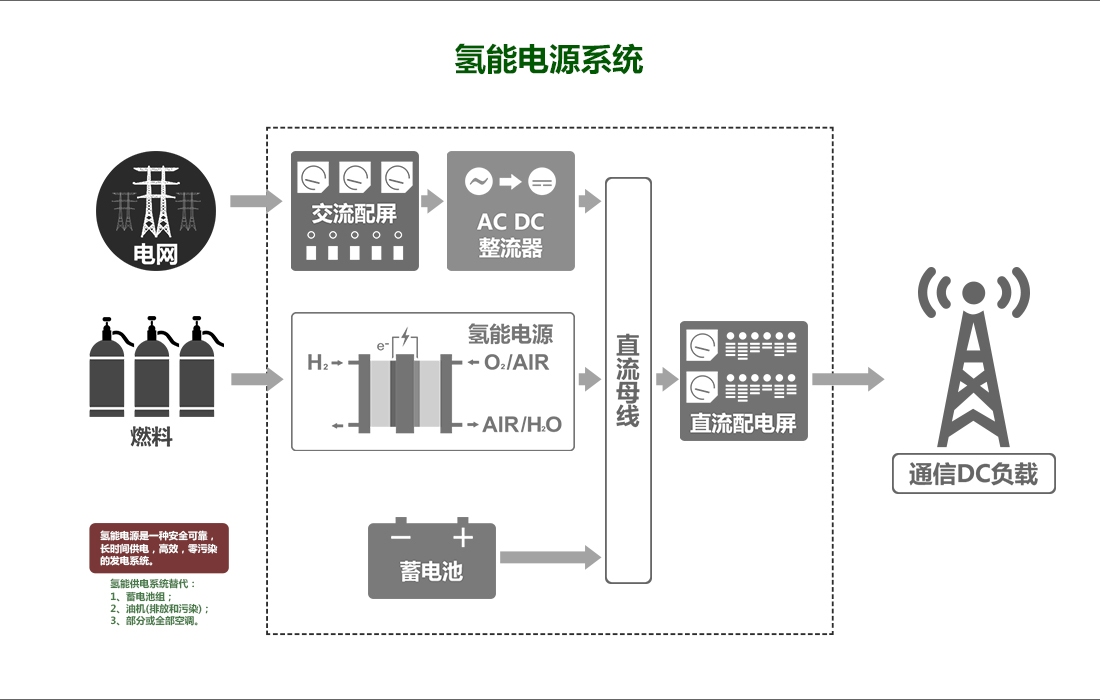 氢能电源系统
电网
交流配屏
AC DC
整流器
燃料
氢能电源
e-
H₂
O₂/AIR
AIR/H₂O
直流母线
直流配电屏
通信DC负载
蓄电池
氢能电源是一种安全可靠，
长时间供电，高效，零污染
的发电系统。
氢能供电系统替代：
1、蓄电池组；
2、油机(排放和污染)；
3、部分或全部空调。